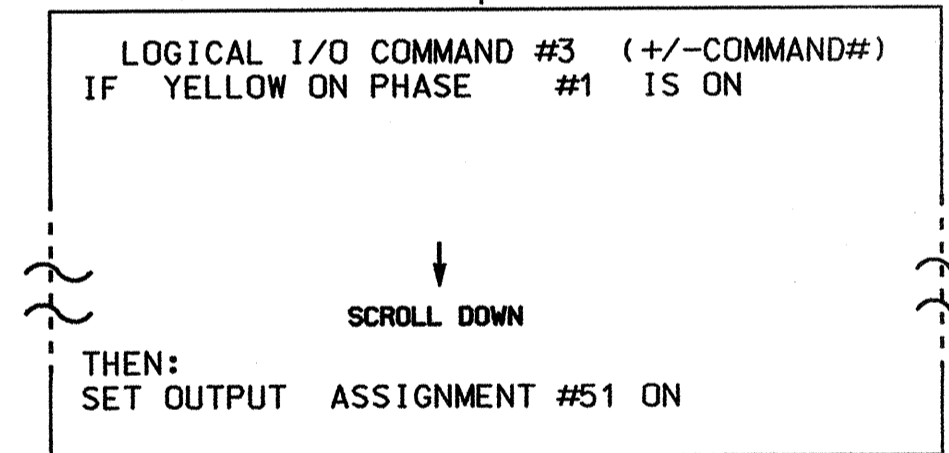 LOGICAL I/O COMMAND #3 (+/-COMMAND#)
IF YELLOW ON PHASE #1 IS ON
SCROLL DOWN
THEN:
SET OUTPUT ASSIGNMENT #51 ON